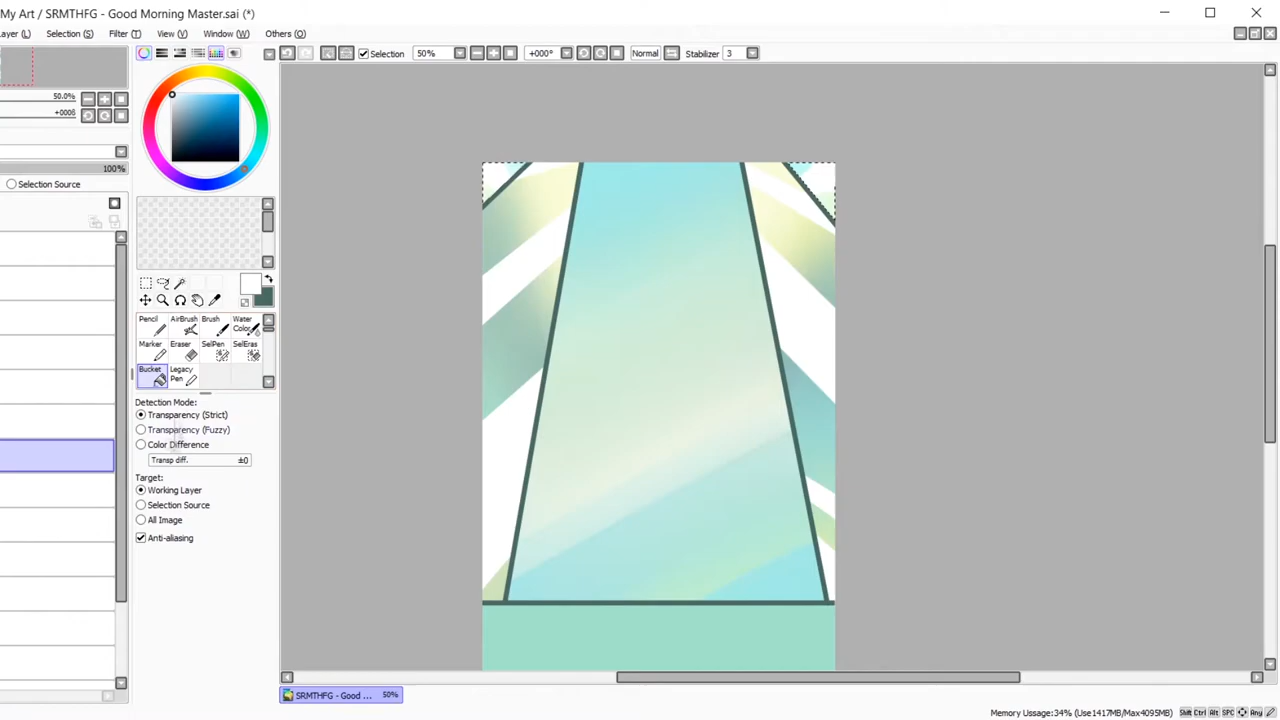 My Art / SRMTHFG - Good Morning Master.sai (*)
Layer (L) Selection (S) Filter (T) View (V) Window (W) Others (O)
Selection 50% +000° Normal Stabilizer 3
50.0%
100%
Selection Source
Pencil AirBrush Brush Water Color
Marker Eraser SelPen SelEras
Bucket Legacy Pen
Detection Mode:
Transparency (Strict)
Transparency (Fuzzy)
Color Difference
Transp diff. ±0
Target:
Working Layer
Selection Source
All Image
Anti-aliasing
SRMTHFG - Good ... 50%
Memory Ussage:34% (Use1417MB/Max4095MB) Shift Ctrl Alt SPC Any